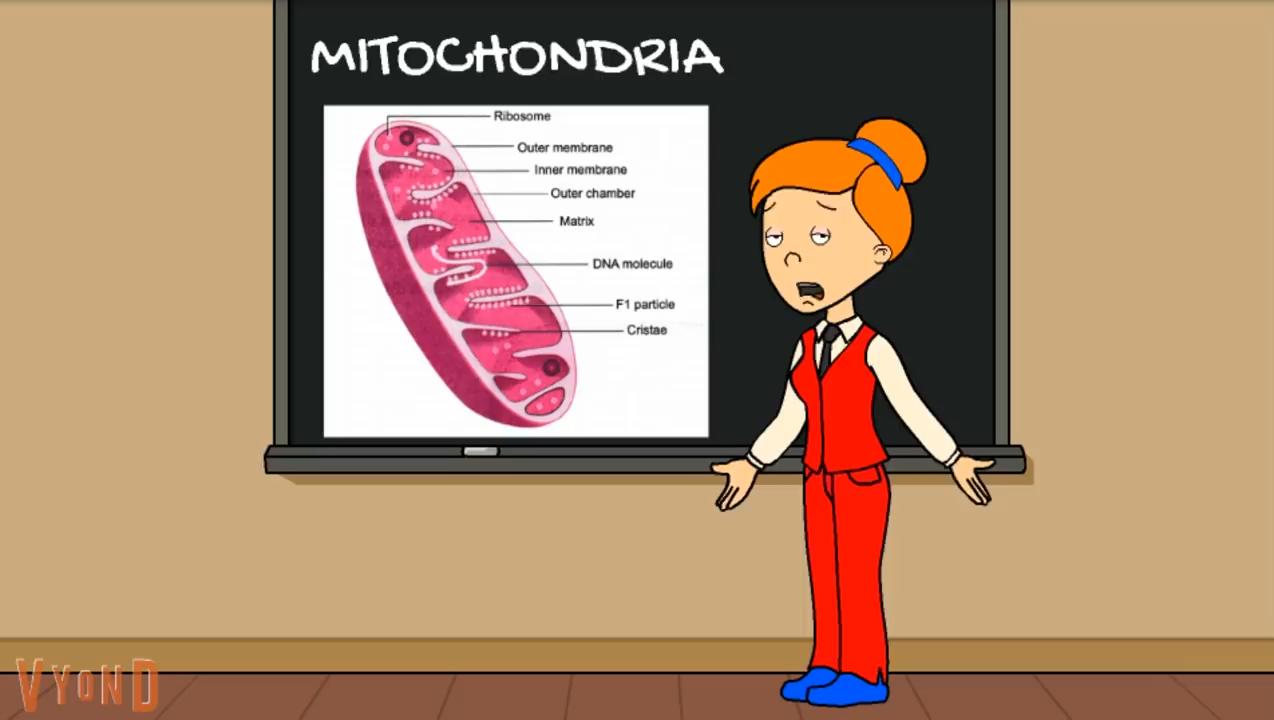 MITOCHONDRIA
Ribosome
Outer membrane
Inner membrane
Outer chamber
Matrix
DNA molecule
F1 particle
Cristae
VYOND